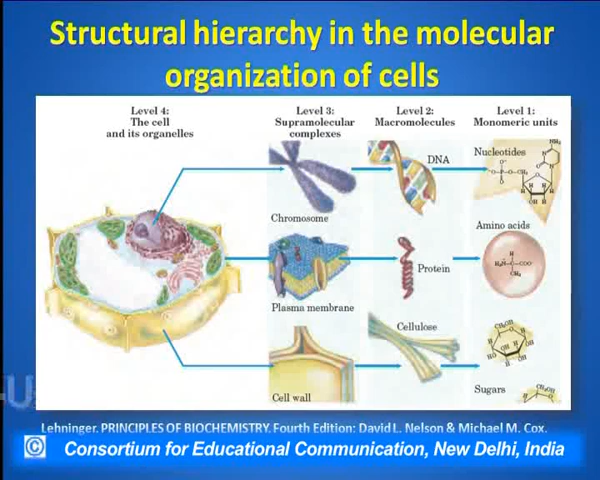 Structural hierarchy in the molecular
organization of cells
Level 4:
The cell
and its organelles
Level 3:
Supramolecular
complexes
Level 2:
Macromolecules
Level 1:
Monomeric units
DNA
Nucleotides
Chromosome
Amino acids
Protein
Plasma membrane
Cellulose
Cell wall
Sugars
Lehninger. PRINCIPLES OF BIOCHEMISTRY. Fourth Edition: David L. Nelson & Michael M. Cox.
© Consortium for Educational Communication, New Delhi, India